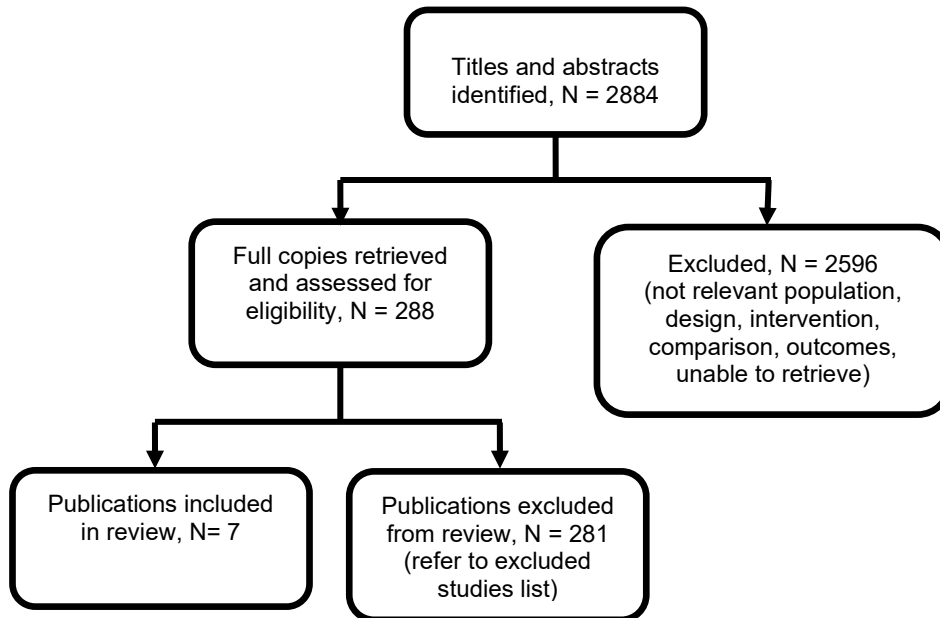 Titles and abstracts
identified, N = 2884
Full copies retrieved
and assessed for
eligibility, N = 288
Excluded, N = 2596
(not relevant population,
design, intervention,
comparison, outcomes,
unable to retrieve)
Publications included
in review, N= 7
Publications excluded
from review, N = 281
(refer to excluded
studies list)